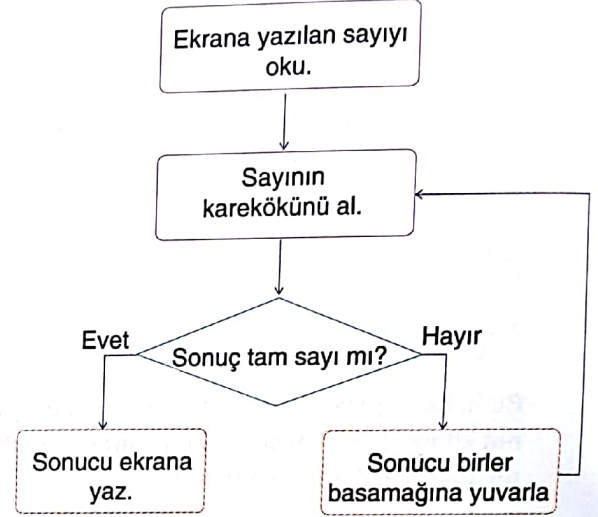 Ekrana yazılan sayıyı
oku.
Sayının
karekökünü al.
Evet
Hayır
Sonuç tam sayı mı?
Sonucu ekrana
yaz.
Sonucu birler
basamağına yuvarla